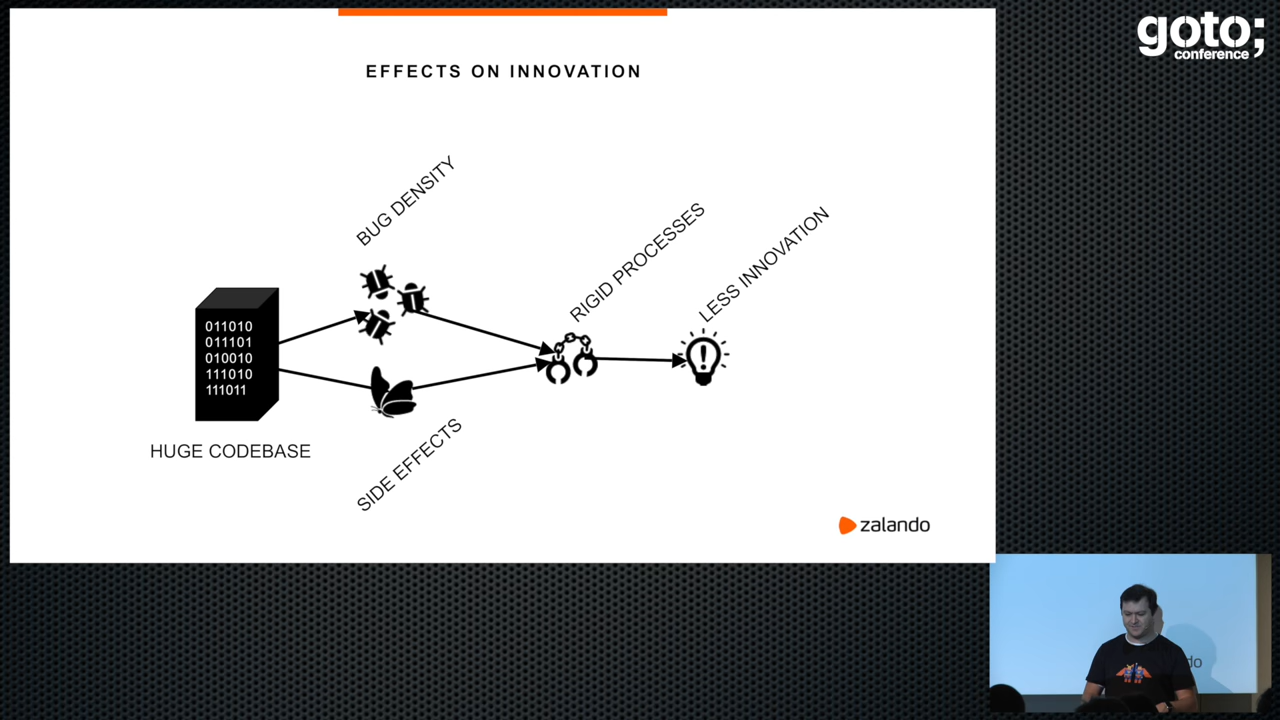 goto;
conference
EFFECTS ON INNOVATION
BUG DENSITY
RIGID PROCESSES
LESS INNOVATION
011010
011101
010010
111010
111011
HUGE CODEBASE
SIDE EFFECTS
zalando
do